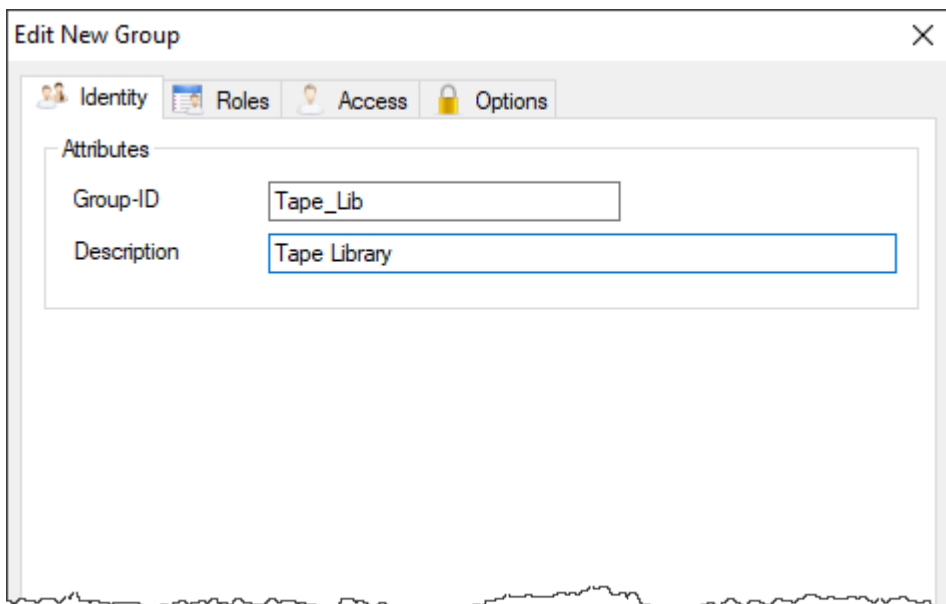 Edit New Group
Identity Roles Access Options
Attributes
Group-ID Tape_Lib
Description Tape Library